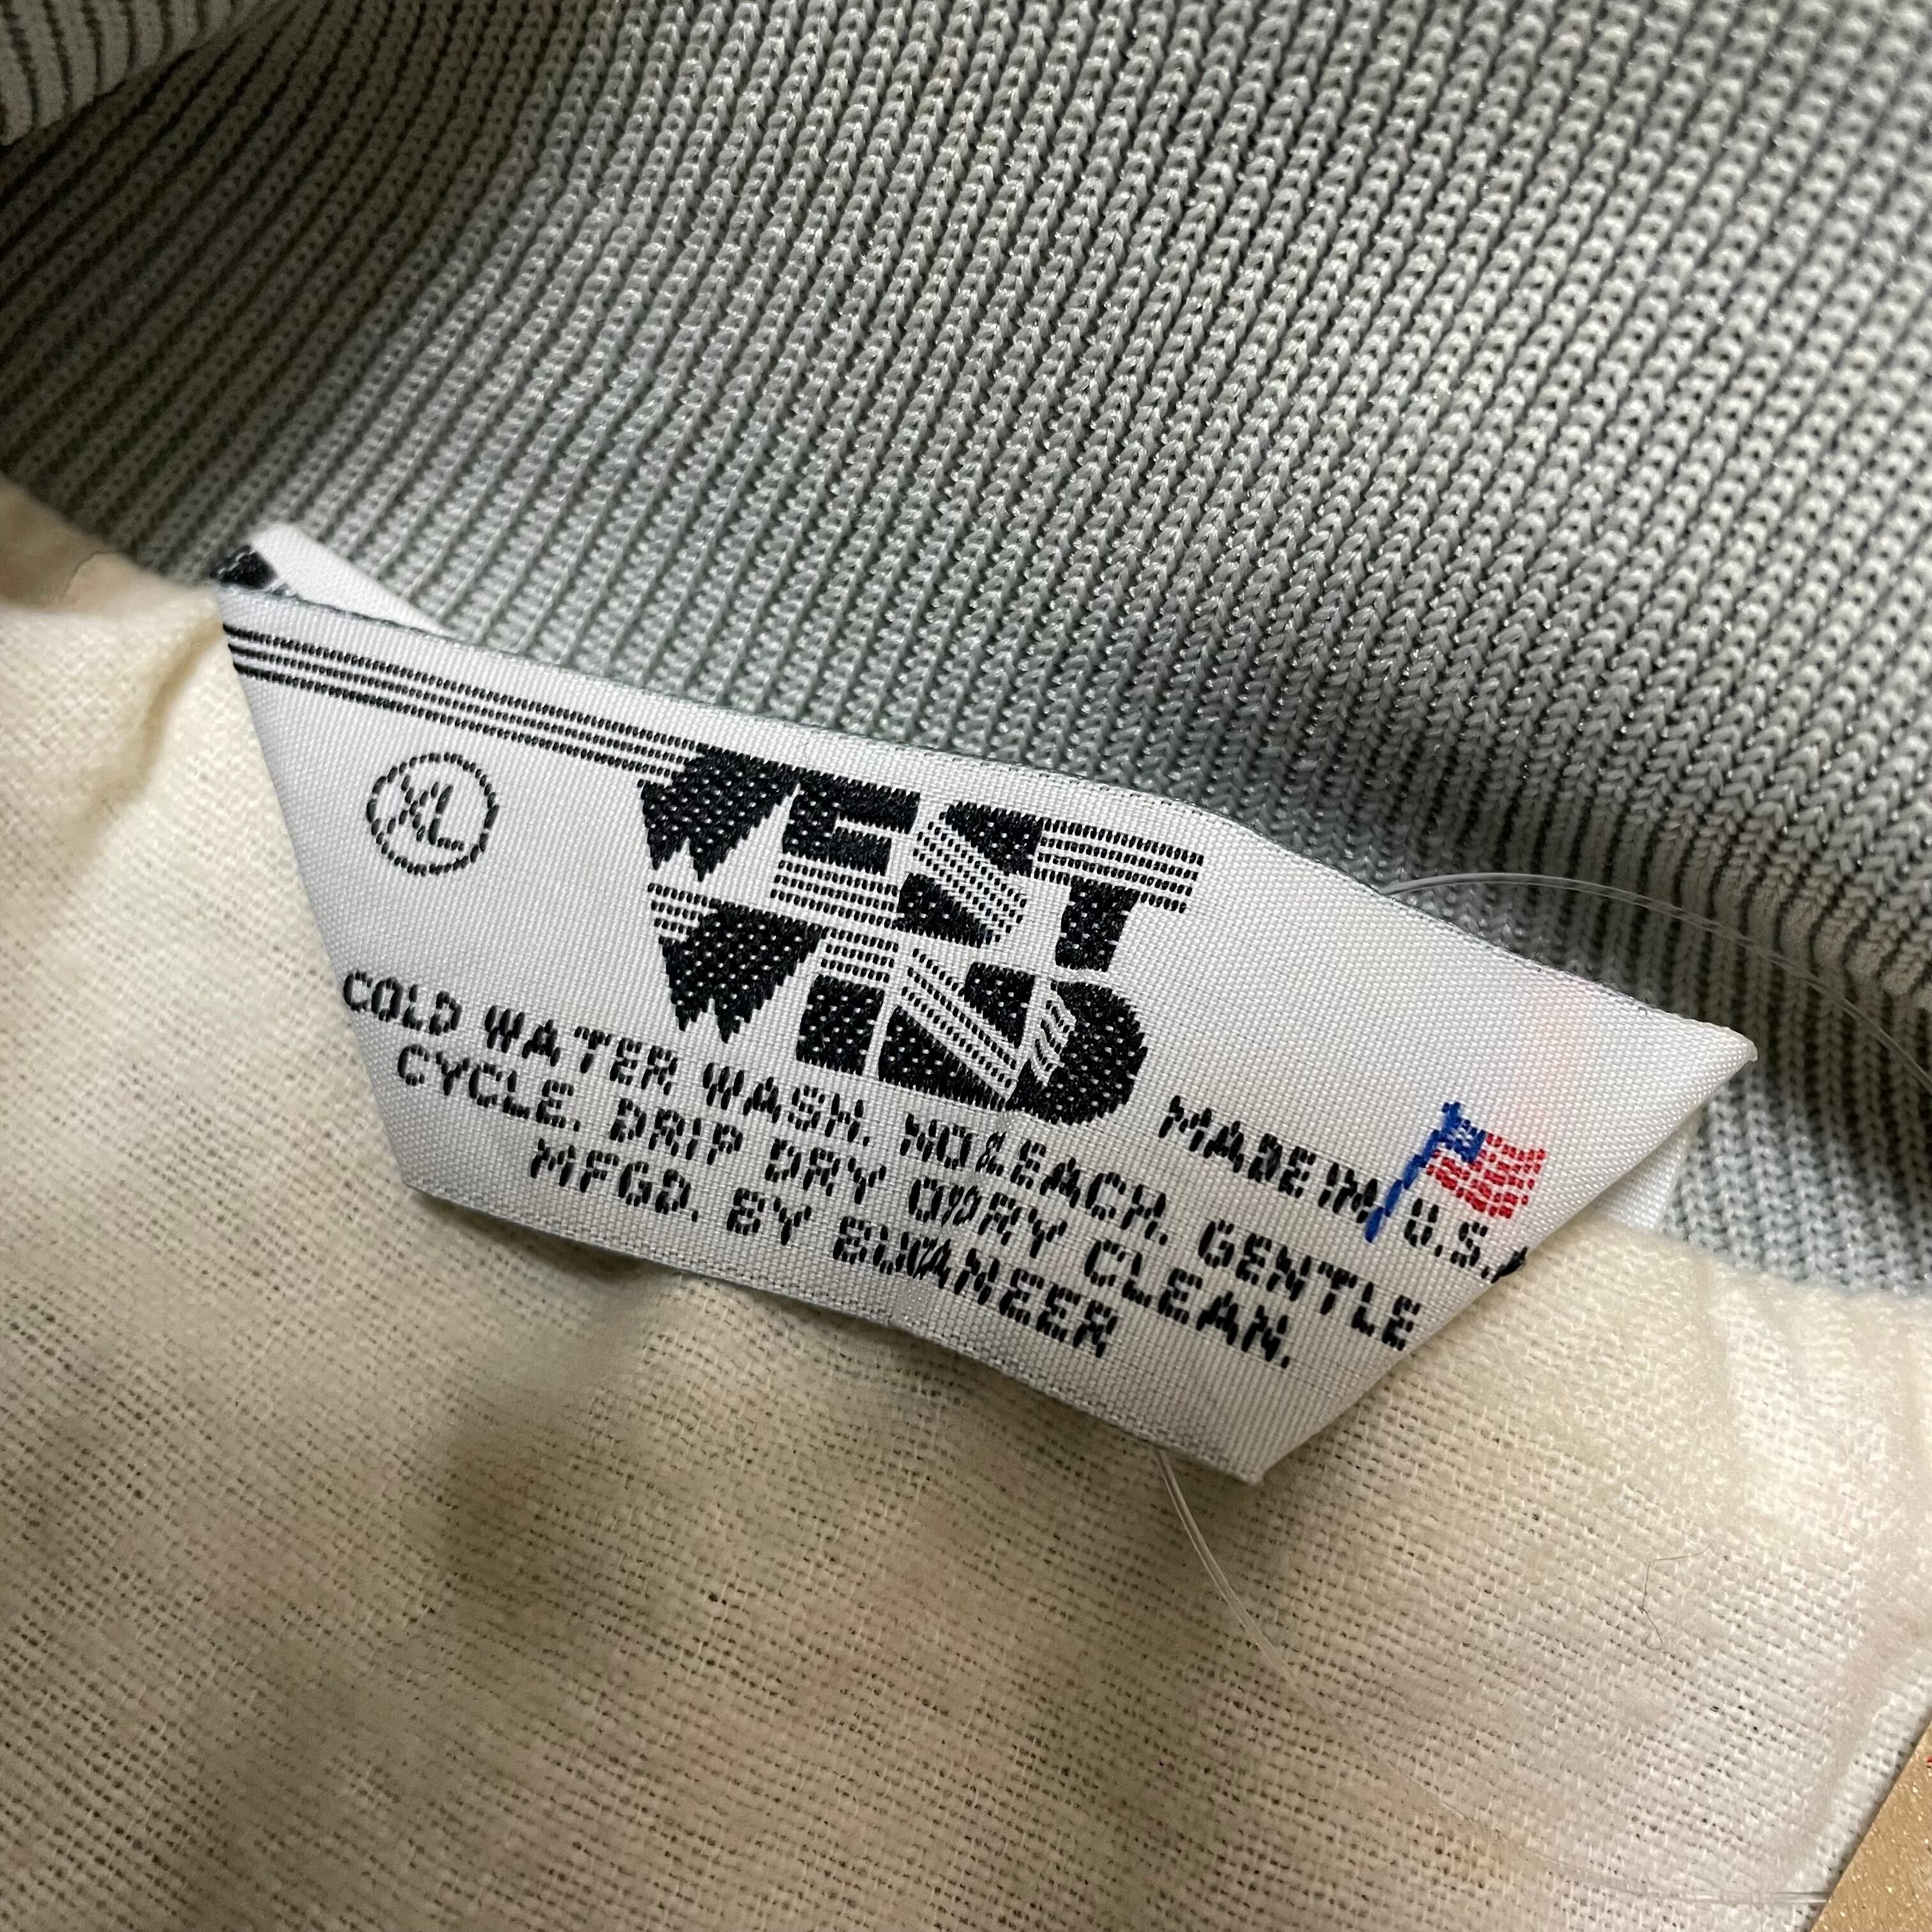 XL
WEST
WIND
MADE IN U.S.A
COLD WATER WASH. NO BLEACH. GENTLE
CYCLE. DRIP DRY OR DRY CLEAN.
MFGD. BY BUCANEER